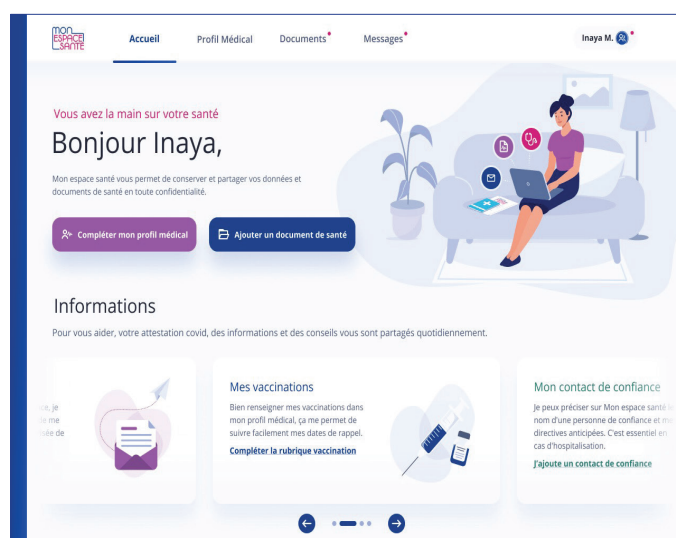 mon
ESPACE
SANTÉ
Accueil
Profil Médical
Documents
Messages
Inaya M.
Vous avez la main sur votre santé
Bonjour Inaya,
Mon espace santé vous permet de conserver et partager vos données et
documents de santé en toute confidentialité.
Compléter mon profil médical
Ajouter un document de santé
Informations
Pour vous aider, votre attestation covid, des informations et des conseils vous sont partagés quotidiennement.
je
me
de
Mes vaccinations
Bien renseigner mes vaccinations dans
mon profil médical, ça me permet de
suivre facilement mes dates de rappel.
Compléter la rubrique vaccination
Mon contact de confiance
Je peux préciser sur Mon espace santé le
nom d'une personne de confiance et
directives anticipées. C'est essentiel en
cas d'hospitalisation.
J'ajoute un contact de confiance